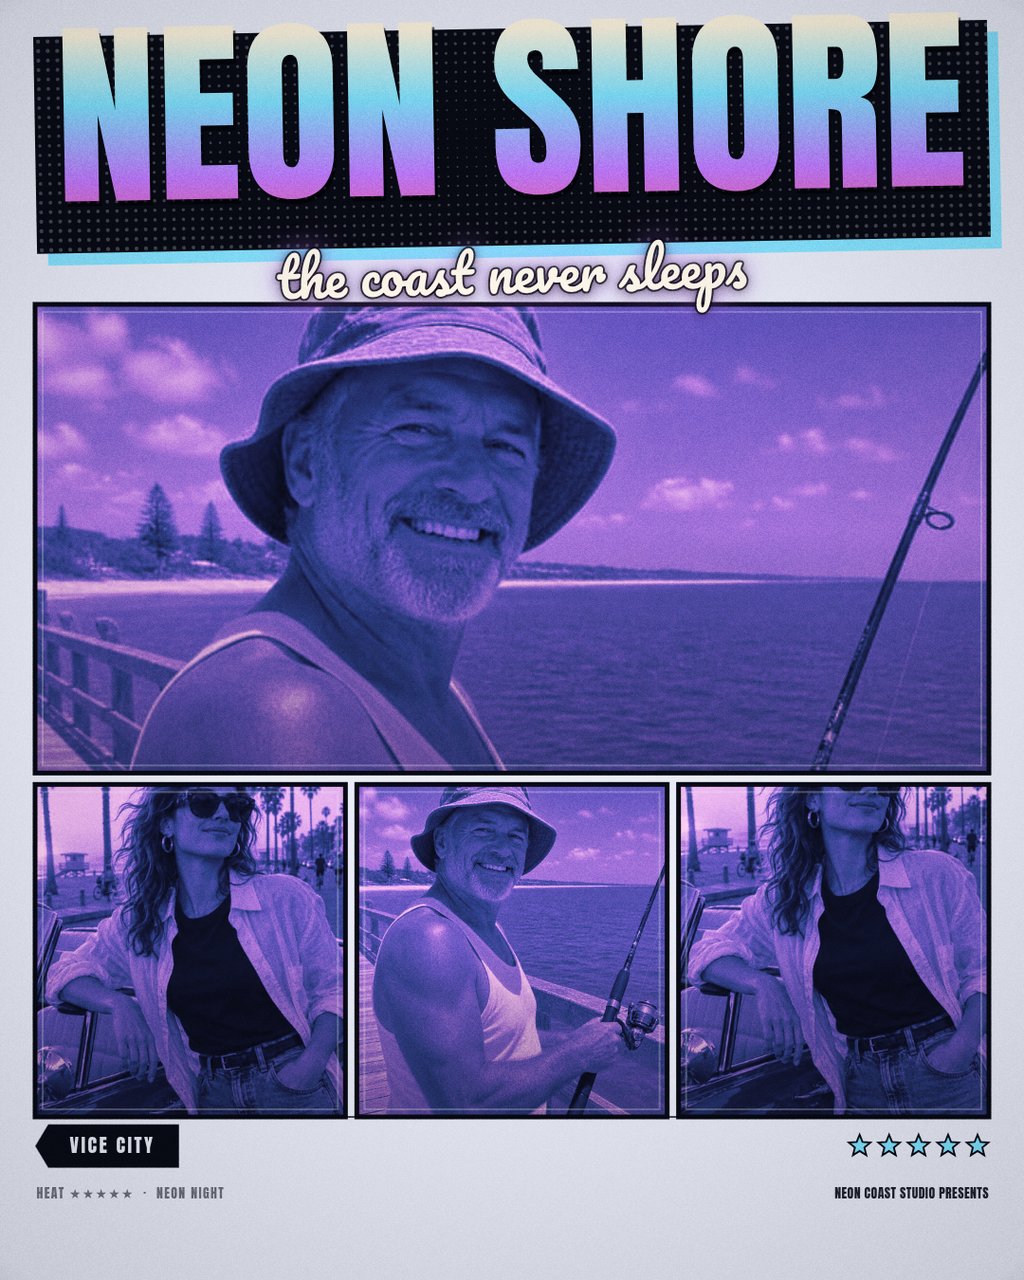 NEON SHORE
the coast never sleeps
VICE CITY
★★★★★
HEAT ★★★★★ · NEON NIGHT
NEON COAST STUDIO PRESENTS